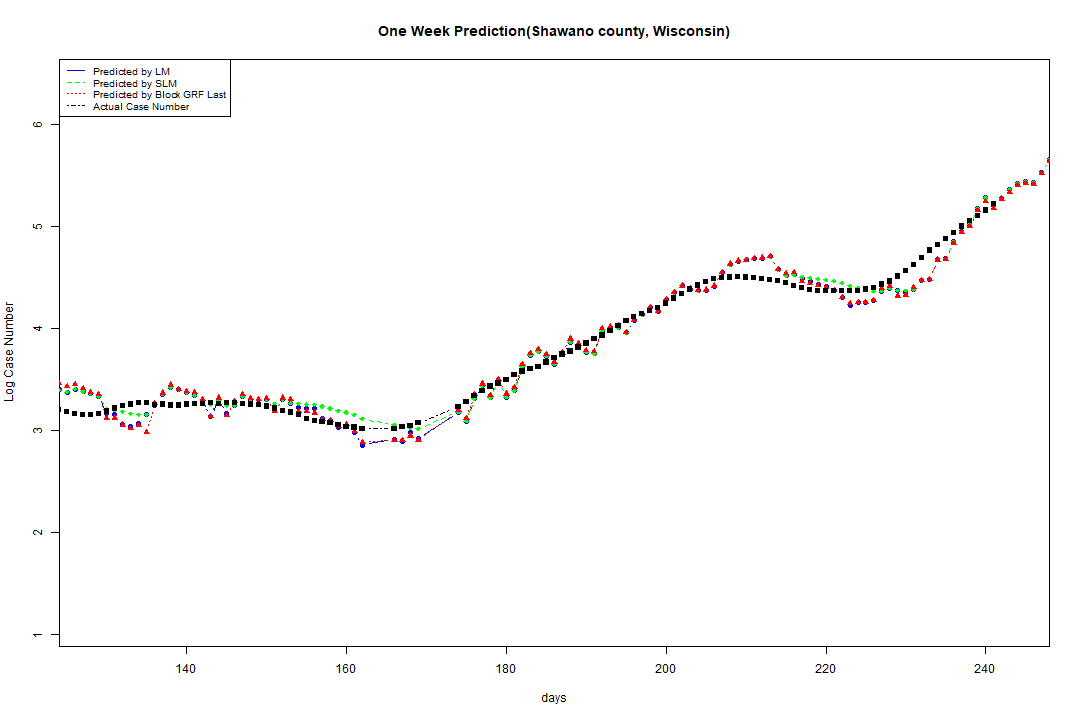 One Week Prediction(Shawano county, Wisconsin)
Predicted by LM
Predicted by SLM
Predicted by Block GRF Last
Actual Case Number
6
5
4
3
2
1
Log Case Number
140 160 180 200 220 240
days